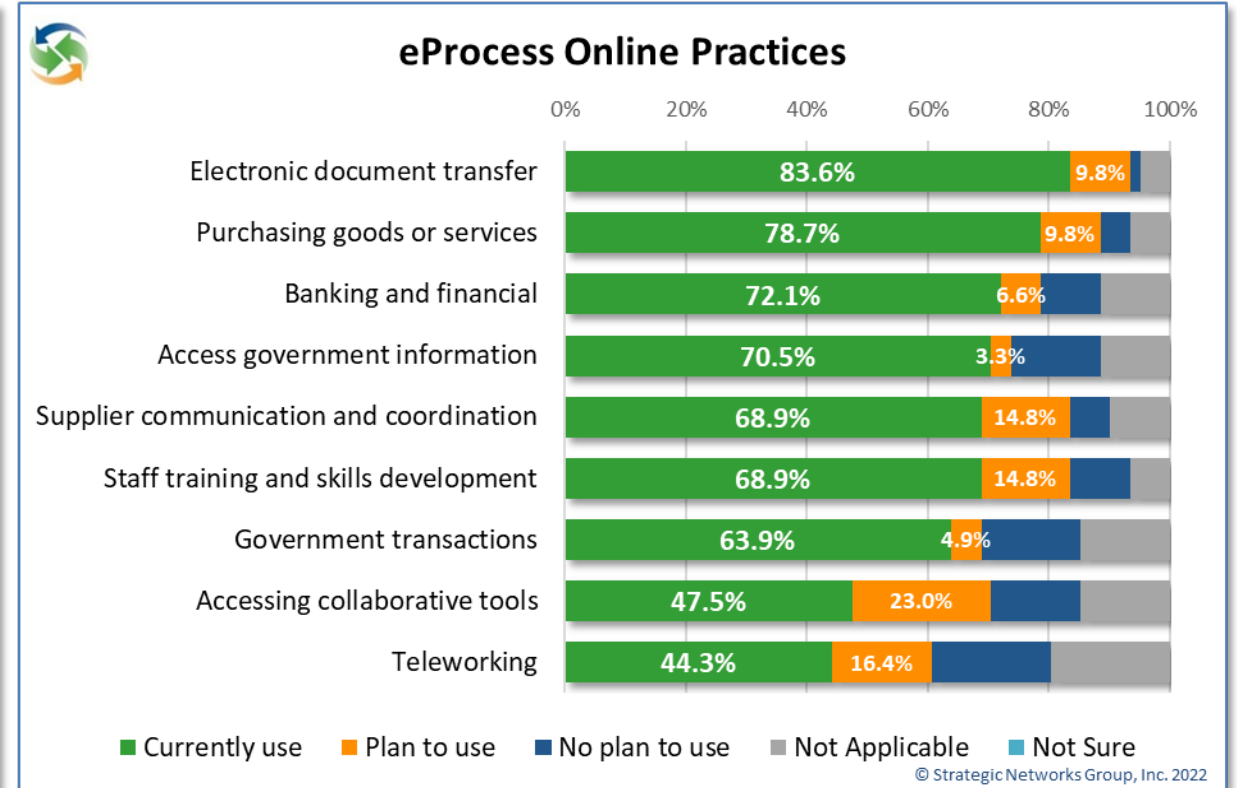 eProcess Online Practices
0% 20% 40% 60% 80% 100%
Electronic document transfer 83.6% 9.8%
Purchasing goods or services 78.7% 9.8%
Banking and financial 72.1% 6.6%
Access government information 70.5% 3.3%
Supplier communication and coordination 68.9% 14.8%
Staff training and skills development 68.9% 14.8%
Government transactions 63.9% 4.9%
Accessing collaborative tools 47.5% 23.0%
Teleworking 44.3% 16.4%
Currently use Plan to use No plan to use Not Applicable Not Sure
© Strategic Networks Group, Inc. 2022